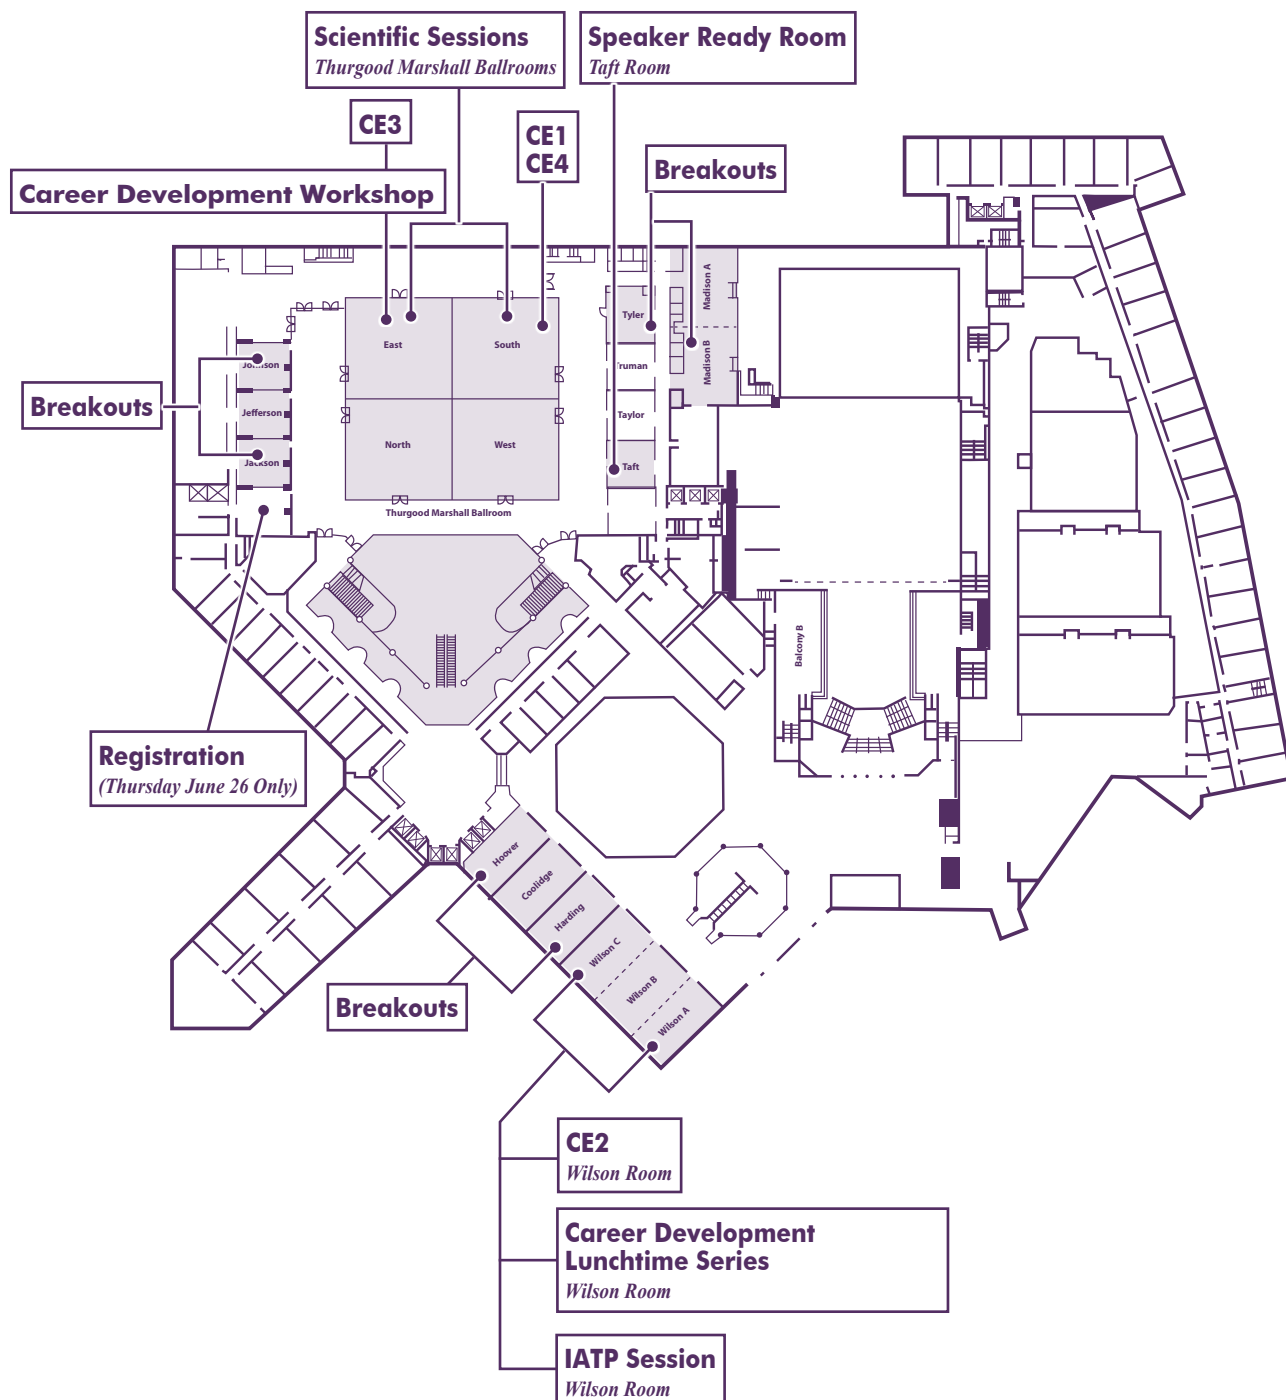 Scientific Sessions
Thurgood Marshall Ballrooms
Speaker Ready Room
Taft Room
CE3
CE1
CE4
Breakouts
Career Development Workshop
Madison A
Tyler
East
South
Madison B
Johnson
Truman
Breakouts
Jefferson
Taylor
North
West
Jackson
Taft
Thurgood Marshall Ballroom
Balcony B
Registration
(Thursday June 26 Only)
Hoover
Coolidge
Harding
Wilson C
Wilson B
Wilson A
Breakouts
CE2
Wilson Room
Career Development
Lunchtime Series
Wilson Room
IATP Session
Wilson Room